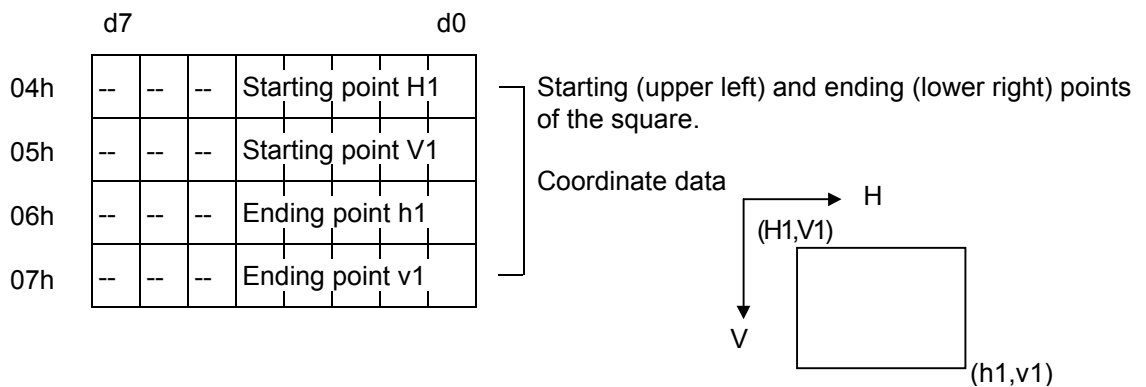 d7 d0
04h -- -- -- Starting point H1
05h -- -- -- Starting point V1
06h -- -- -- Ending point h1
07h -- -- -- Ending point v1
Starting (upper left) and ending (lower right) points
of the square.
Coordinate data
H
(H1,V1)
V
(h1,v1)